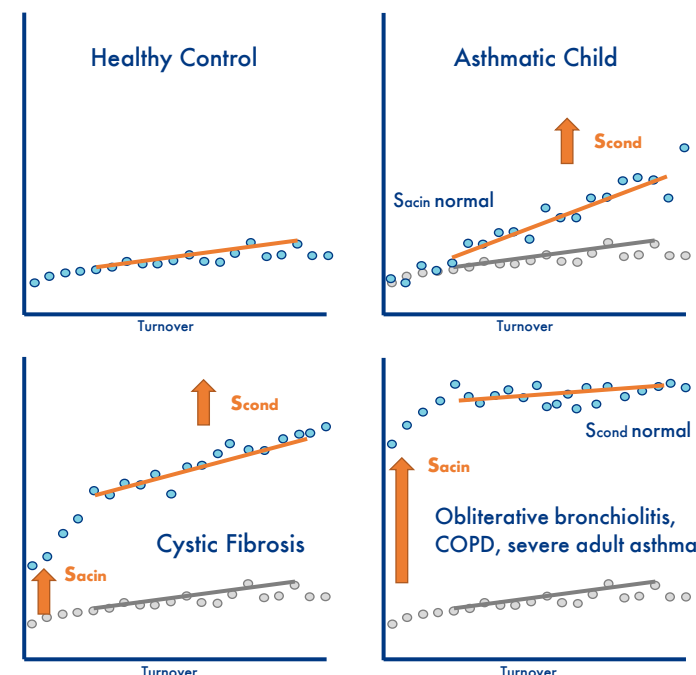 Healthy Control
Turnover
Asthmatic Child
Scond
Sacin normal
Turnover
Scond
Sacin
Cystic Fibrosis
Turnover
Scond normal
Sacin
Obliterative bronchiolitis,
COPD, severe adult asthma
Turnover